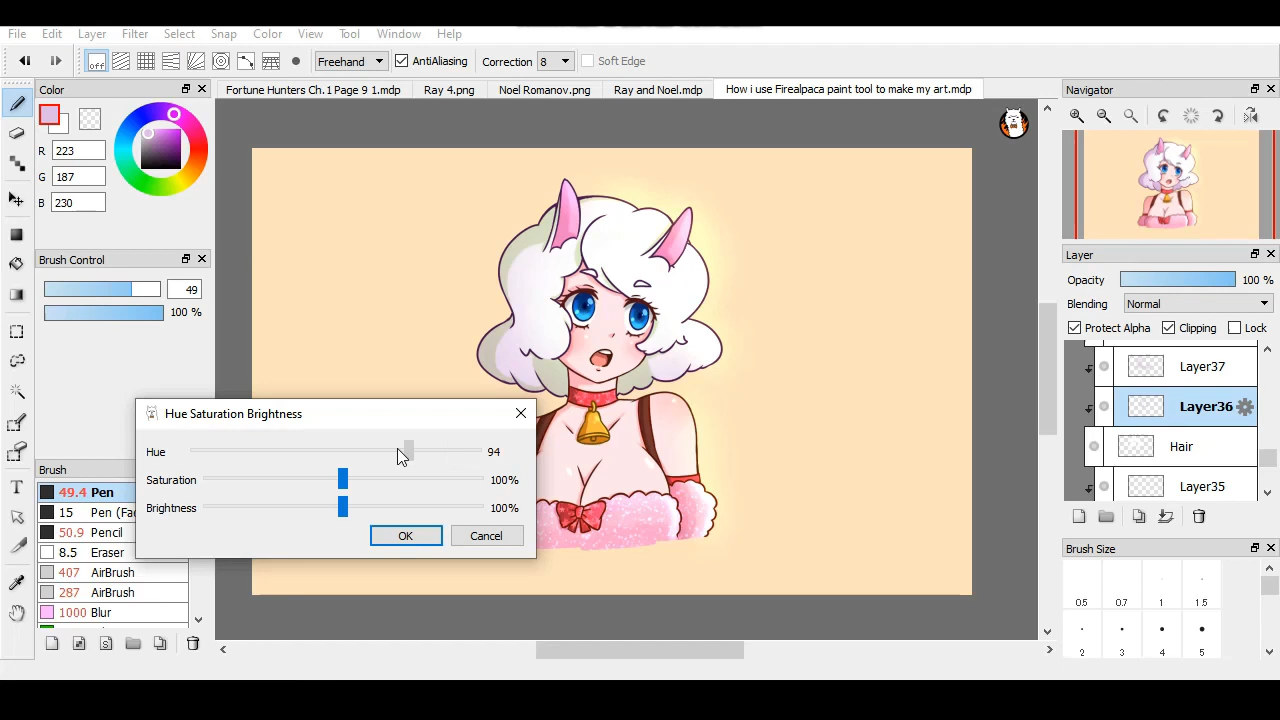 File Edit Layer Filter Select Snap Color View Tool Window Help
off Freehand AntiAliasing Correction 8 Soft Edge
Color
Fortune Hunters Ch.1 Page 9 1.mdp Ray 4.png Noel Romanov.png Ray and Noel.mdp How i use Firealpaca paint tool to make my art.mdp
Navigator
R 223
G 187
B 230
Brush Control
49
100 %
Layer
Opacity 100 %
Blending Normal
Protect Alpha Clipping Lock
Layer37
Layer36
Hair
Layer35
Hue Saturation Brightness
Hue 94
Saturation 100%
Brightness 100%
OK Cancel
Brush
49.4 Pen
15 Pen (Fa
50.9 Pencil
8.5 Eraser
407 AirBrush
287 AirBrush
1000 Blur
Brush Size
0.5 0.7 1 1.5
2 3 4 5